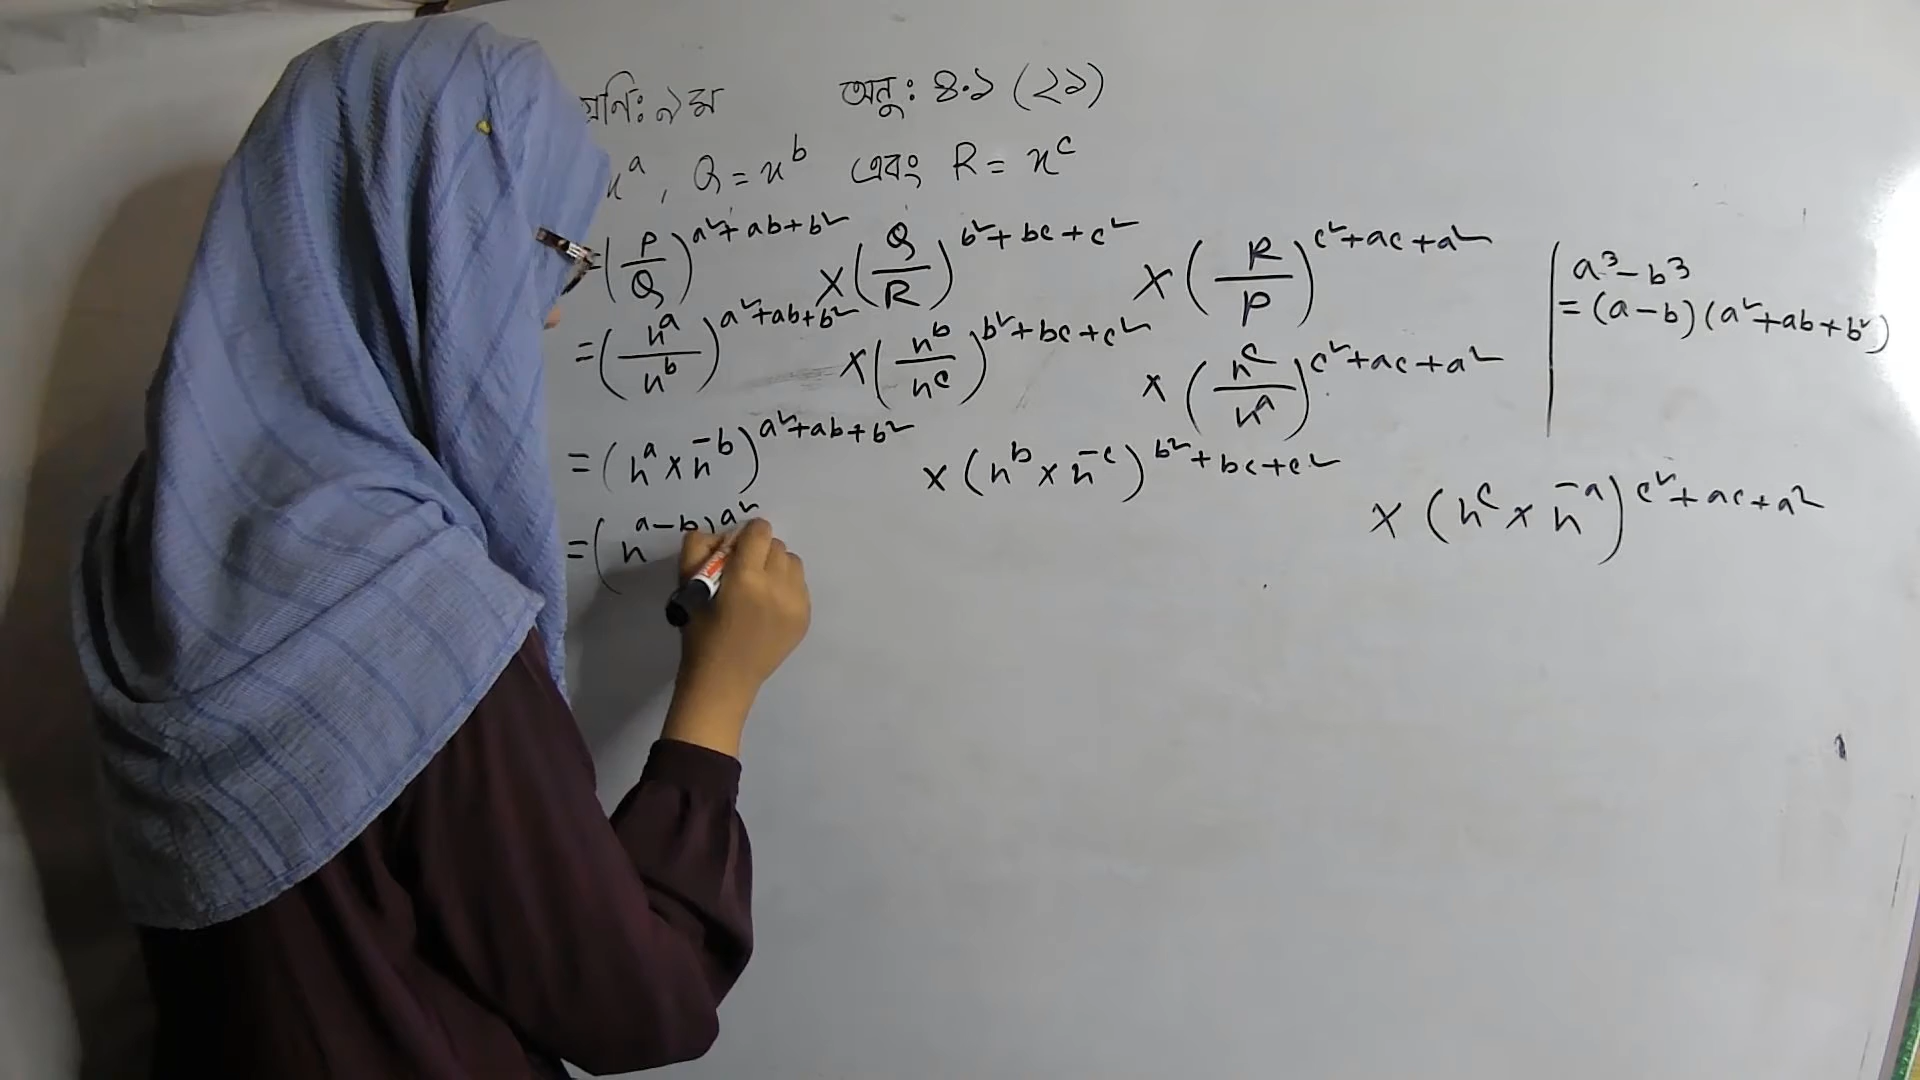 শ্রেণি: ৯ম অনু: ৪.১ (২১)
x^a, Q = x^b এবং R = x^c
= (P/Q)^(a²+ab+b²) × (Q/R)^(b²+bc+c²) × (R/P)^(c²+ac+a²)
= (x^a/x^b)^(a²+ab+b²) × (x^b/x^c)^(b²+bc+c²) × (x^c/x^a)^(c²+ac+a²)
= (x^a × x^-b)^(a²+ab+b²) × (x^b × x^-c)^(b²+bc+c²) × (x^c × x^-a)^(c²+ac+a²)
= (x^(a-b))^a²
a³-b³
= (a-b)(a²+ab+b²)